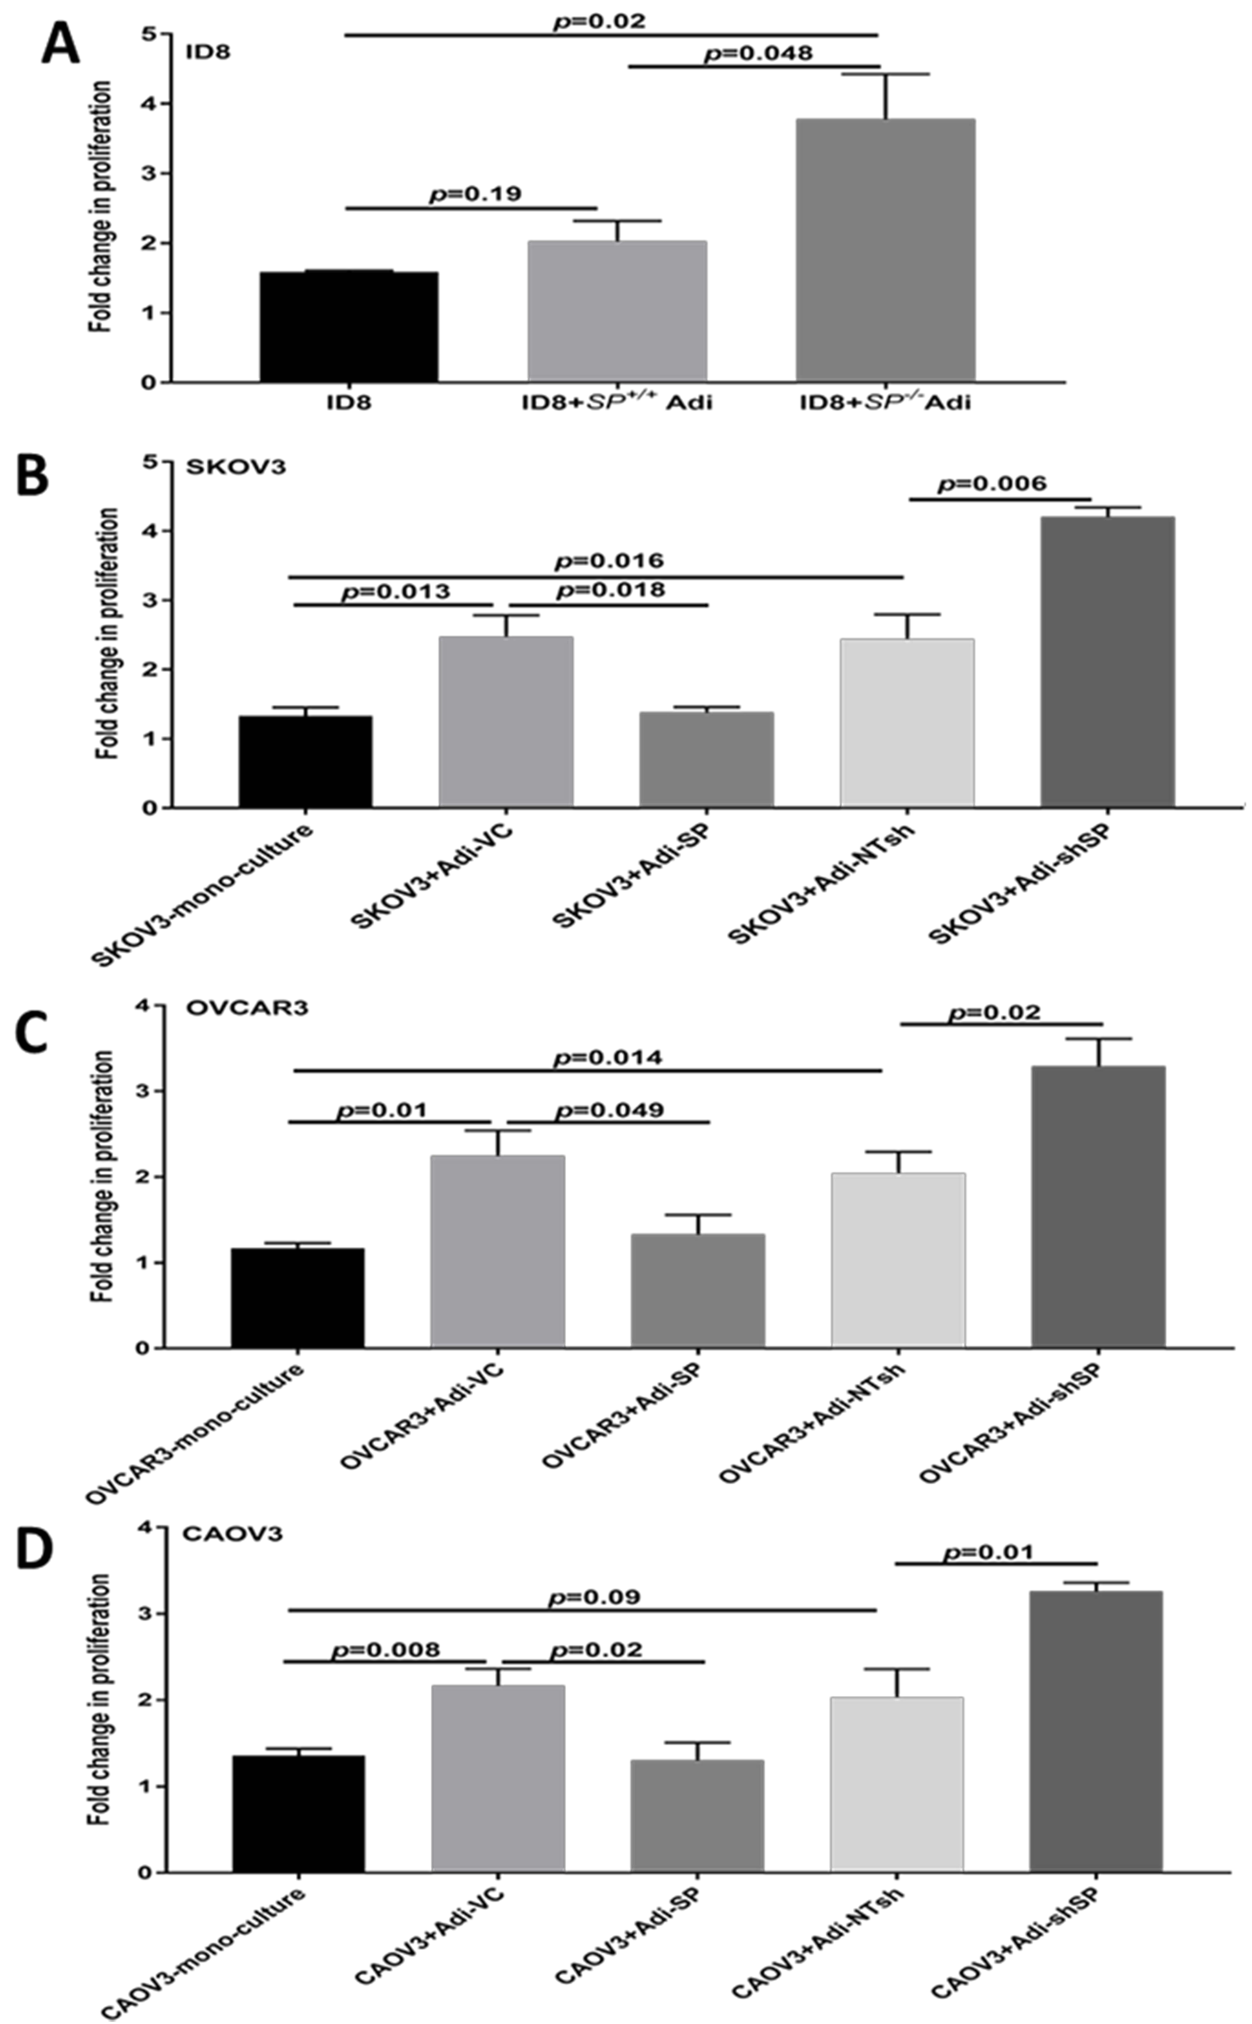 A
ID8
p=0.02
p=0.048
p=0.19
Fold change in proliferation
5
4
3
2
1
0
ID8
ID8+SP+/+ Adi
ID8+SP-/-Adi
B
SKOV3
p=0.006
p=0.016
p=0.013
p=0.018
Fold change in proliferation
5
4
3
2
1
0
SKOV3-mono-culture
SKOV3+Adi-VC
SKOV3+Adi-SP
SKOV3+Adi-NTsh
SKOV3+Adi-shSP
C
OVCAR3
p=0.02
p=0.014
p=0.01
p=0.049
Fold change in proliferation
4
3
2
1
0
OVCAR3-mono-culture
OVCAR3+Adi-VC
OVCAR3+Adi-SP
OVCAR3+Adi-NTsh
OVCAR3+Adi-shSP
D
CAOV3
p=0.01
p=0.09
p=0.008
p=0.02
Fold change in proliferation
4
3
2
1
0
CAOV3-mono-culture
CAOV3+Adi-VC
CAOV3+Adi-SP
CAOV3+Adi-NTsh
CAOV3+Adi-shSP